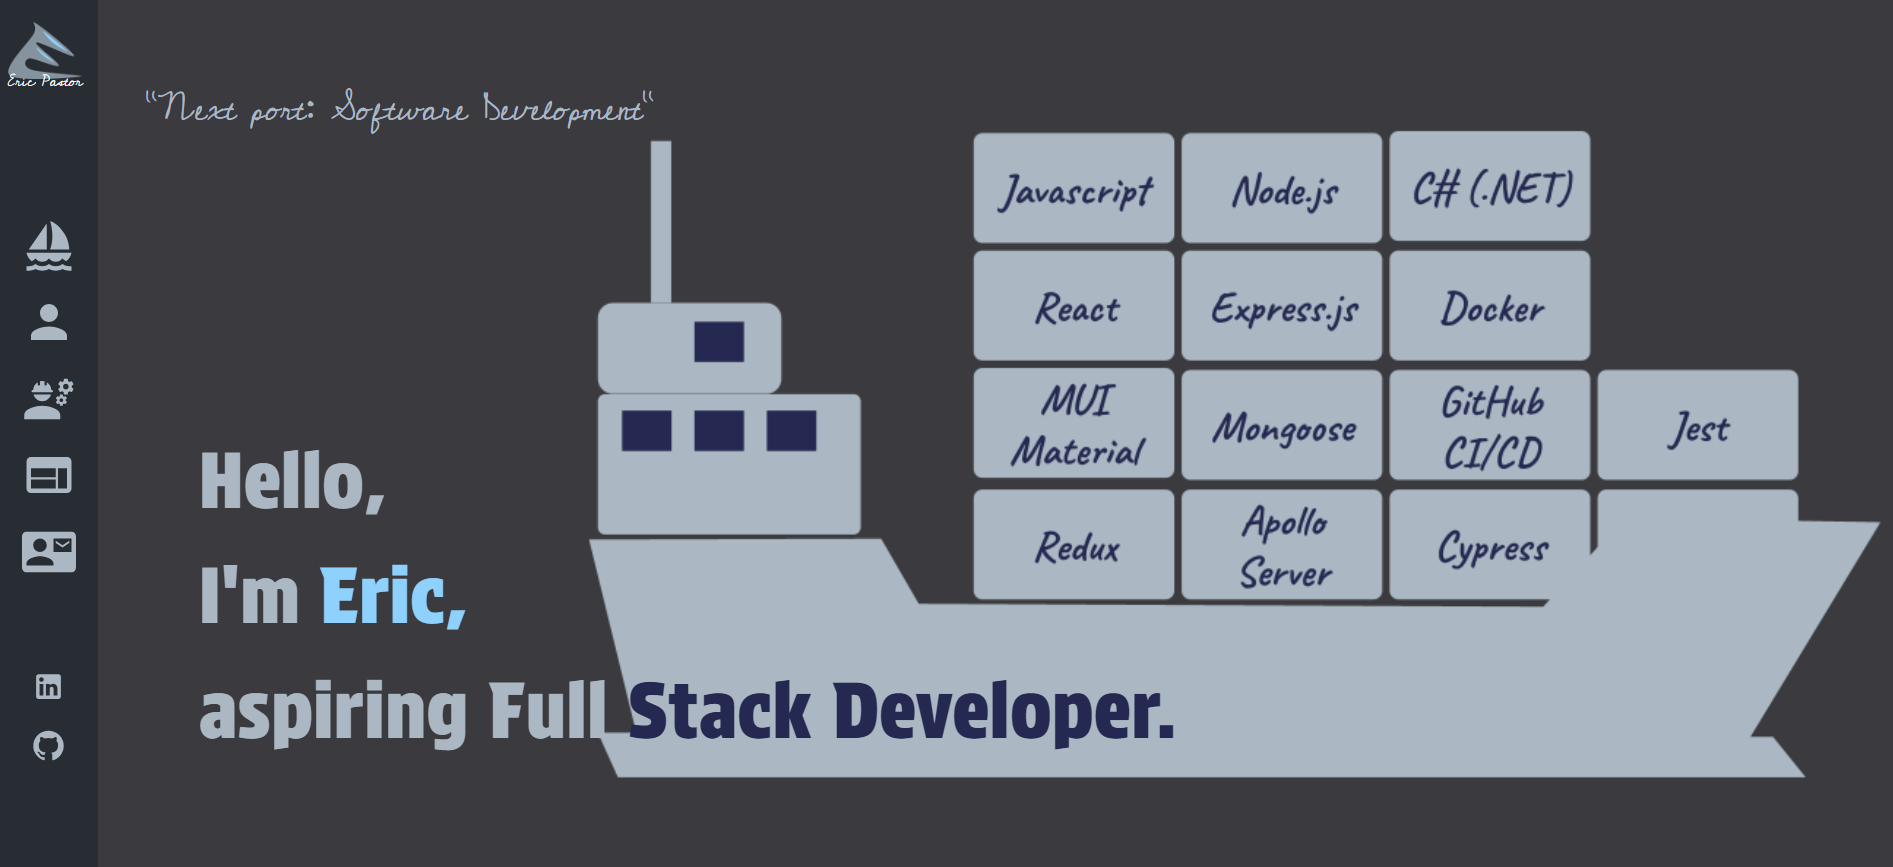 Eric Pastor
"Next port: Software Development"
Javascript
Node.js
C# (.NET)
React
Express.js
Docker
MUI
Material
Mongoose
GitHub
CI/CD
Jest
Redux
Apollo
Server
Cypress
Hello,
I'm Eric,
aspiring Full Stack Developer.
in